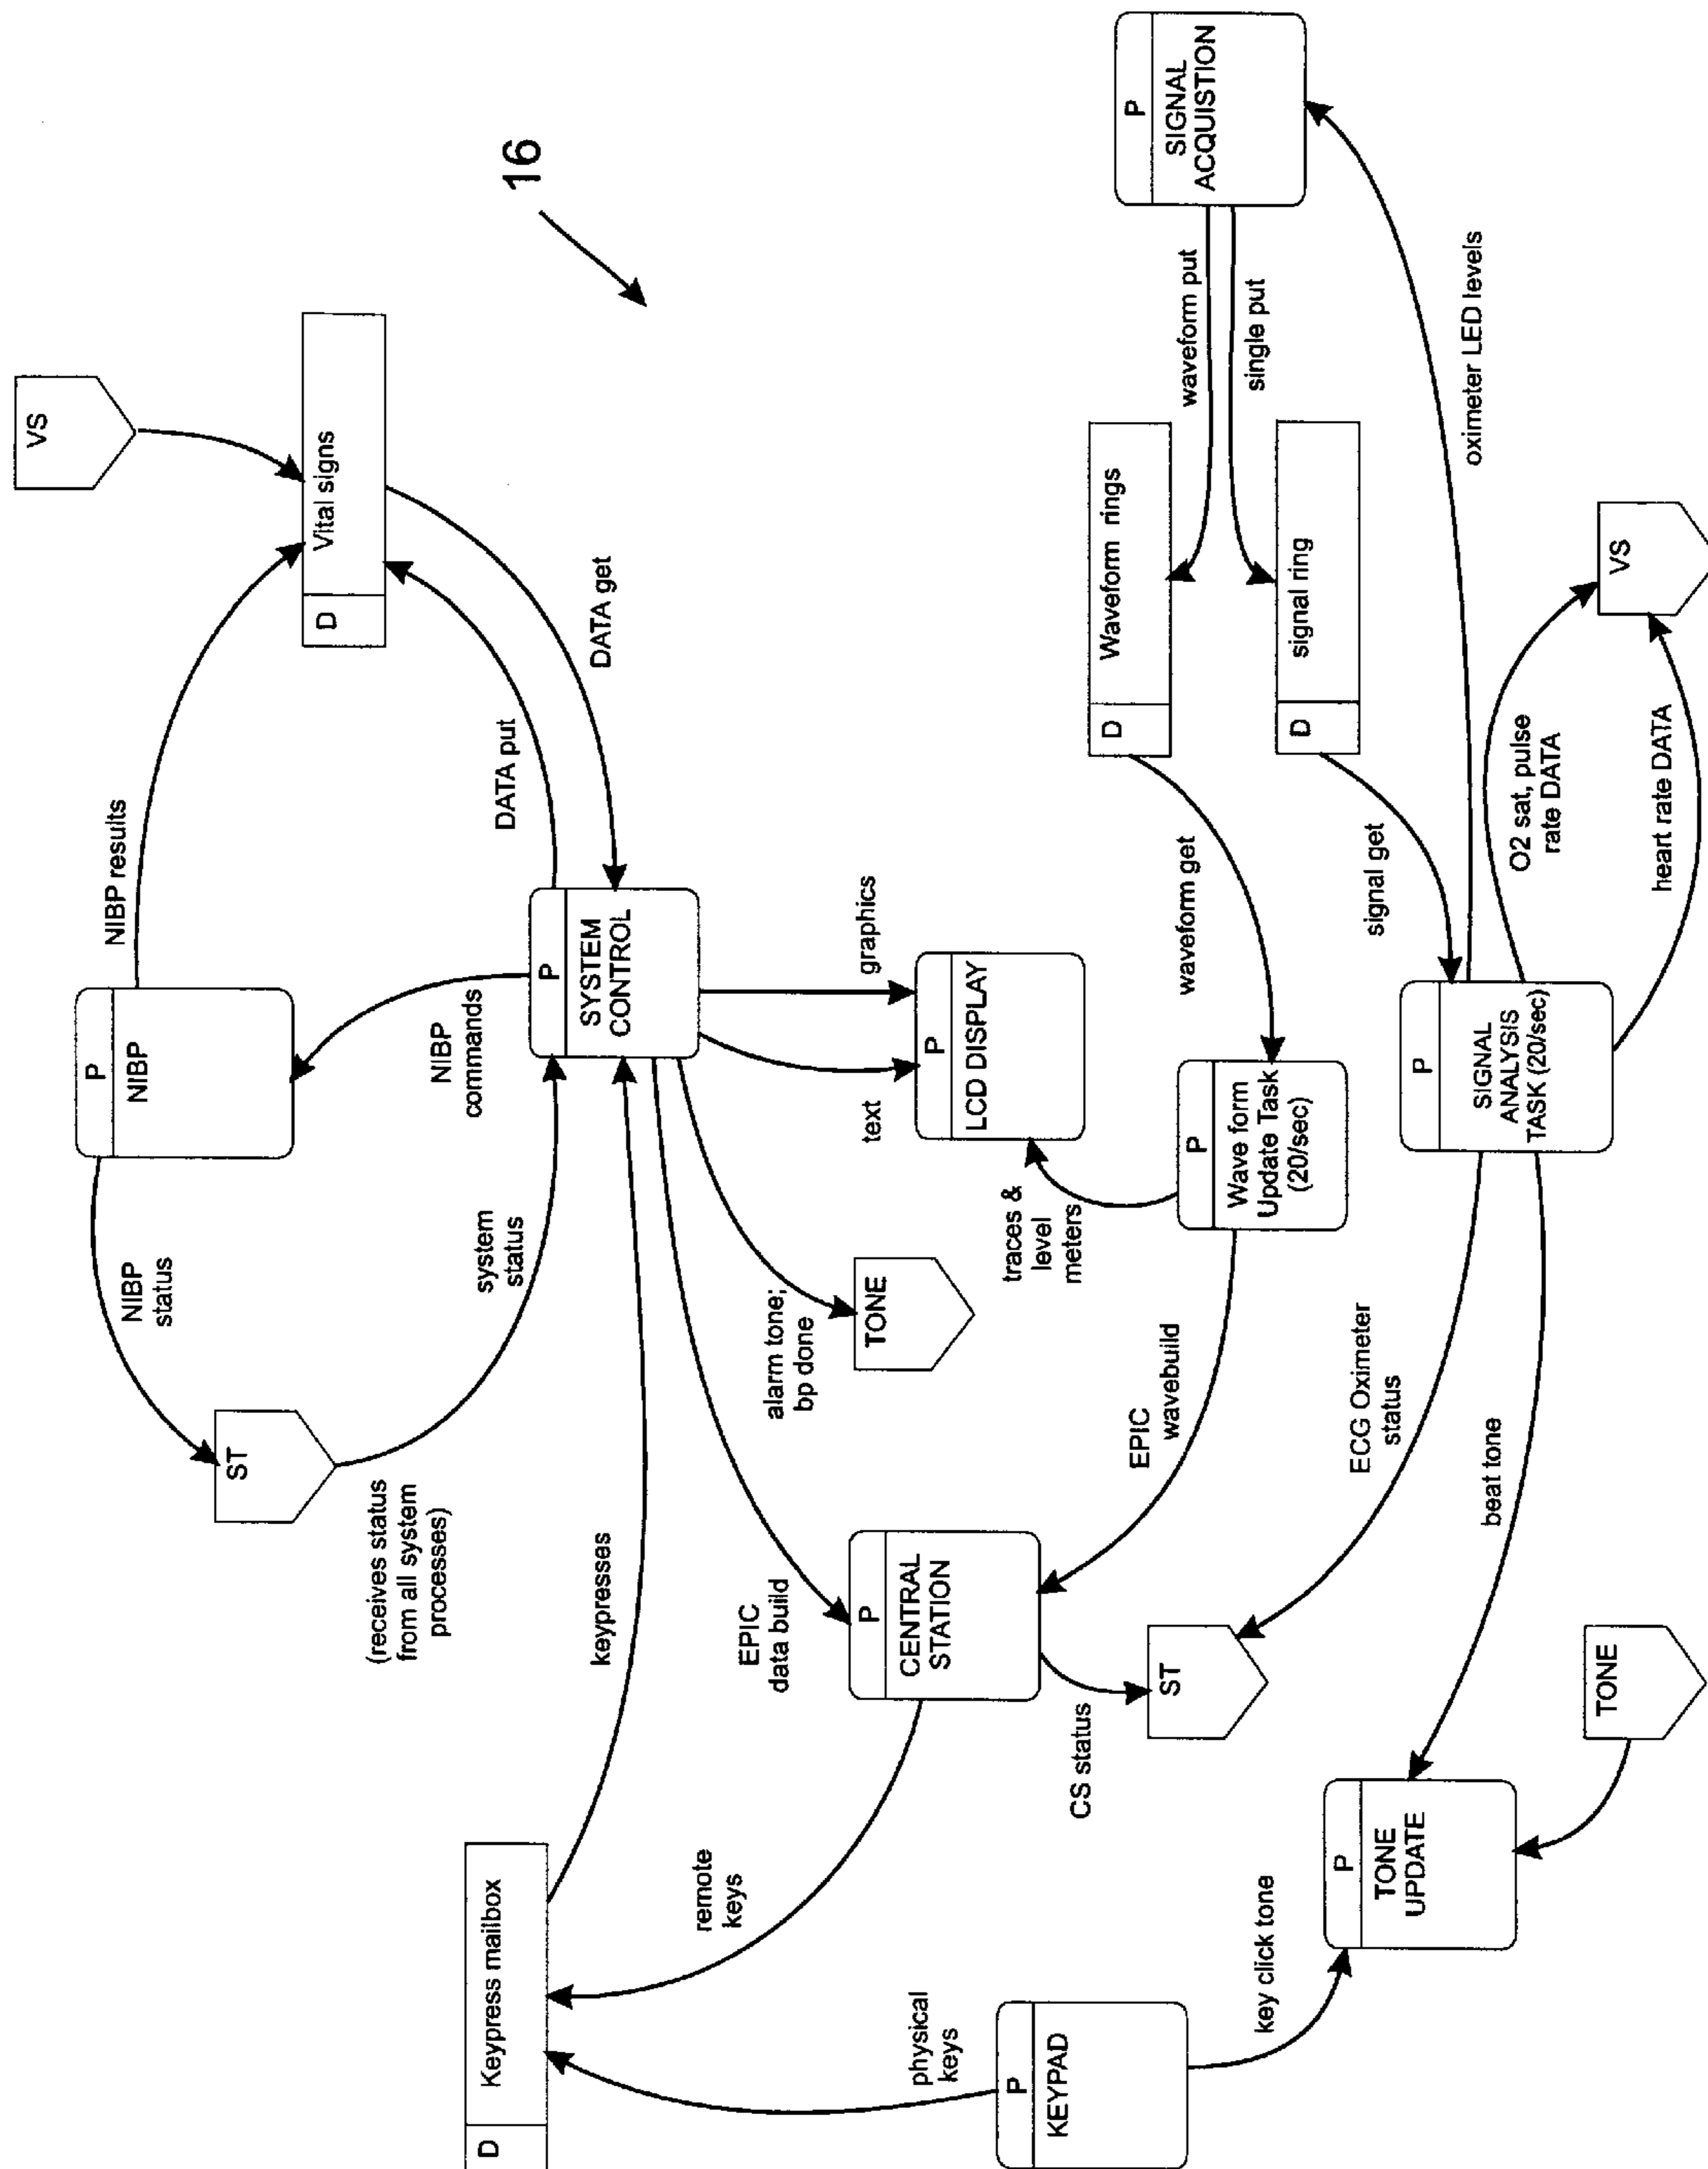 VS
P
NIBP
NIBP results
NIBP
status
ST
(receives status
from all system
processes)
D
Vital signs
NIBP
commands
system
status
DATA put
DATA get
16
D
Keypress mailbox
keypresses
P
SYSTEM
CONTROL
remote
keys
EPIC
data build
alarm tone;
bp done
text
graphics
physical
keys
P
CENTRAL
STATION
TONE
P
LCD DISPLAY
P
KEYPAD
CS status
ST
EPIC
wavebuild
traces &
level
meters
P
Wave form
Update Task
(20/sec)
waveform get
D
Waveform rings
waveform put
single put
P
SIGNAL
ACQUISTION
D
signal ring
signal get
key click tone
P
TONE
UPDATE
ECG Oximeter
status
beat tone
P
SIGNAL
ANALYSIS
TASK (20/sec)
oximeter LED levels
O2 sat, pulse
rate DATA
heart rate DATA
TONE
VS